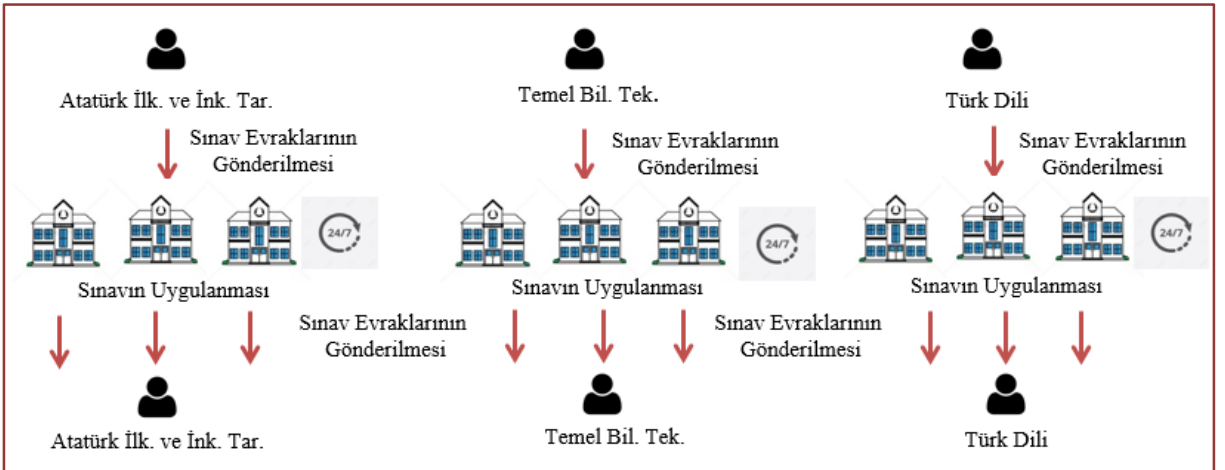 Atatürk İlk. ve İnk. Tar.
Temel Bil. Tek.
Türk Dili
Sınav Evraklarının
Gönderilmesi
Sınav Evraklarının
Gönderilmesi
Sınav Evraklarının
Gönderilmesi
24/7
24/7
24/7
Sınavın Uygulanması
Sınavın Uygulanması
Sınavın Uygulanması
Sınav Evraklarının
Gönderilmesi
Sınav Evraklarının
Gönderilmesi
Atatürk İlk. ve İnk. Tar.
Temel Bil. Tek.
Türk Dili